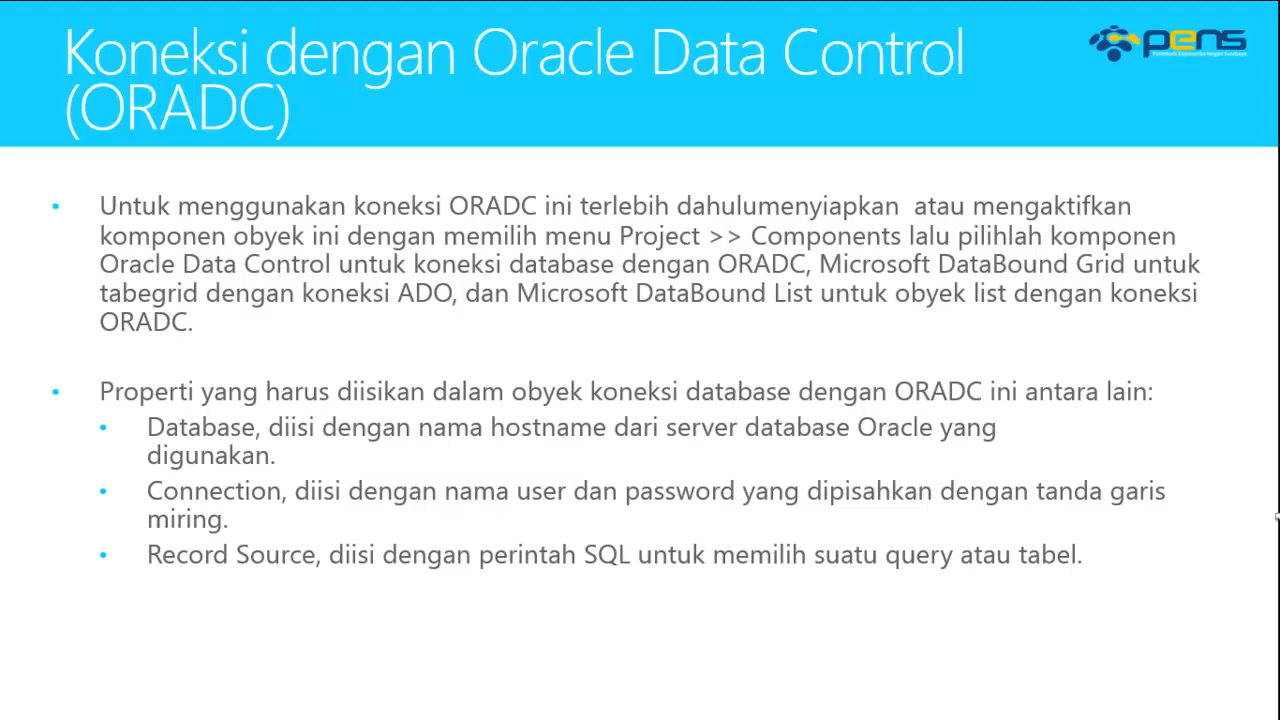 Koneksi dengan Oracle Data Control
(ORADC)
pens
Politeknik Elektronika Negeri Surabaya
• Untuk menggunakan koneksi ORADC ini terlebih dahulumenyiapkan  atau mengaktifkan
komponen obyek ini dengan memilih menu Project >> Components lalu pilihlah komponen
Oracle Data Control untuk koneksi database dengan ORADC, Microsoft DataBound Grid untuk
tabegrid dengan koneksi ADO, dan Microsoft DataBound List untuk obyek list dengan koneksi
ORADC.
• Properti yang harus diisikan dalam obyek koneksi database dengan ORADC ini antara lain:
• Database, diisi dengan nama hostname dari server database Oracle yang
digunakan.
• Connection, diisi dengan nama user dan password yang dipisahkan dengan tanda garis
miring.
• Record Source, diisi dengan perintah SQL untuk memilih suatu query atau tabel.